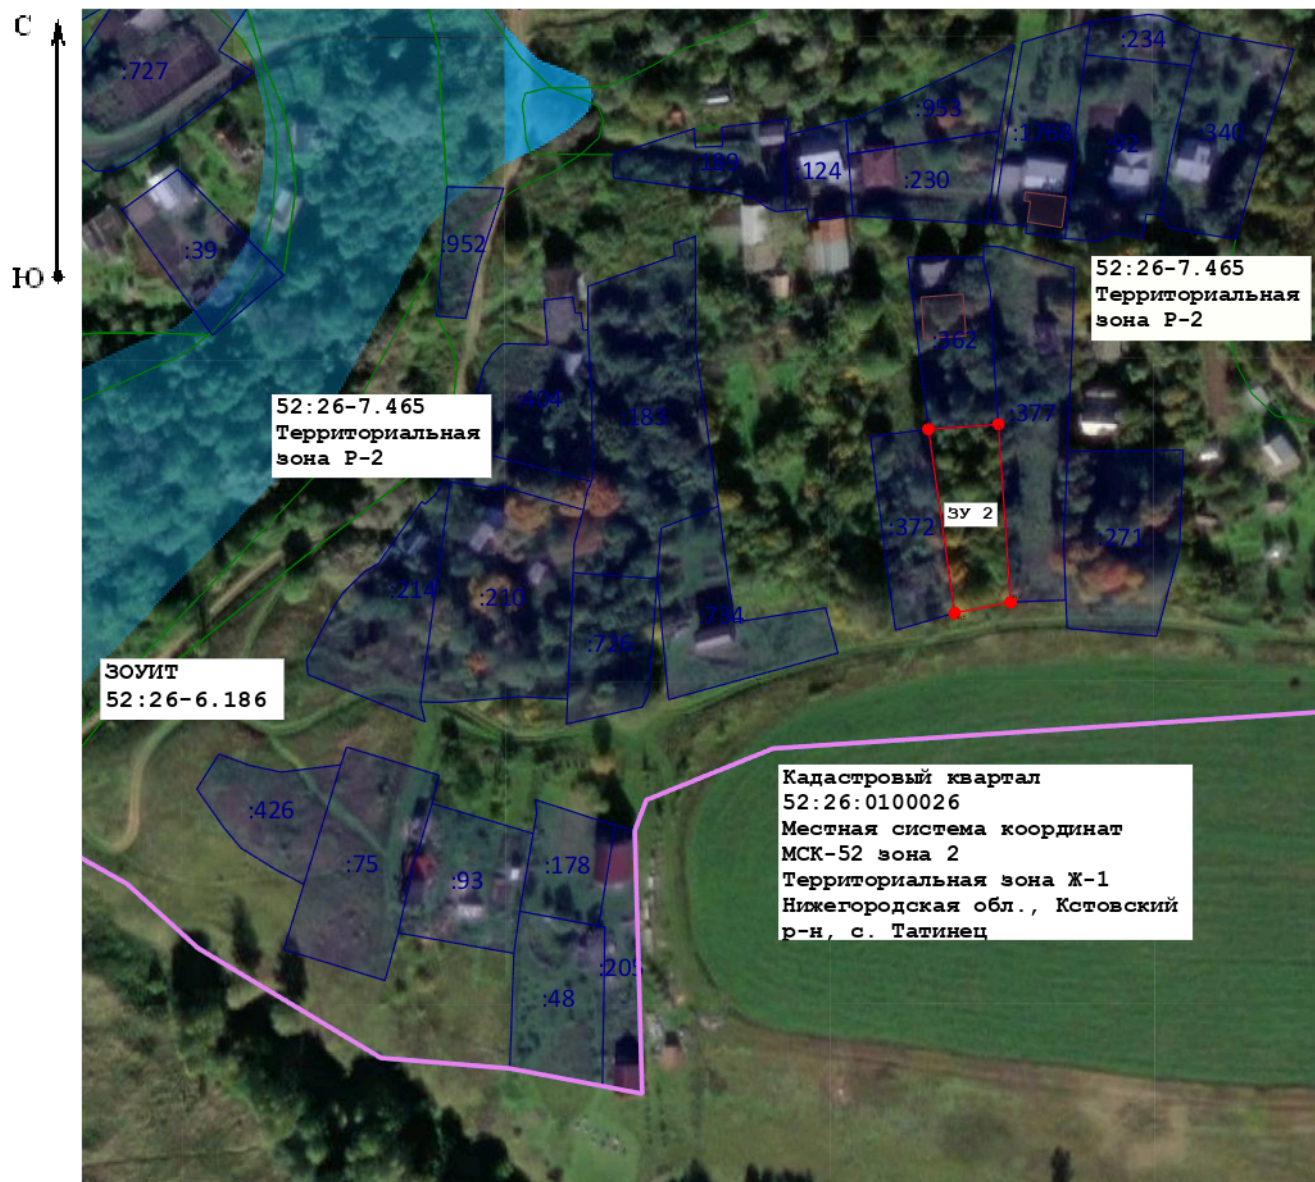 С
Ю
:727
:39
:952
:189
:124
:953
:230
:1768
:234
:92
:340
52:26-7.465
Территориальная
зона Р-2
:362
:377
:404
:183
52:26-7.465
Территориальная
зона Р-2
ЗУ 2
:372
:271
:214
:210
:726
:734
ЗОУИТ
52:26-6.186
:426
:75
:93
:178
:48
:205
Кадастровый квартал
52:26:0100026
Местная система координат
МСК-52 зона 2
Территориальная зона Ж-1
Нижегородская обл., Кстовский
р-н, с. Татинец